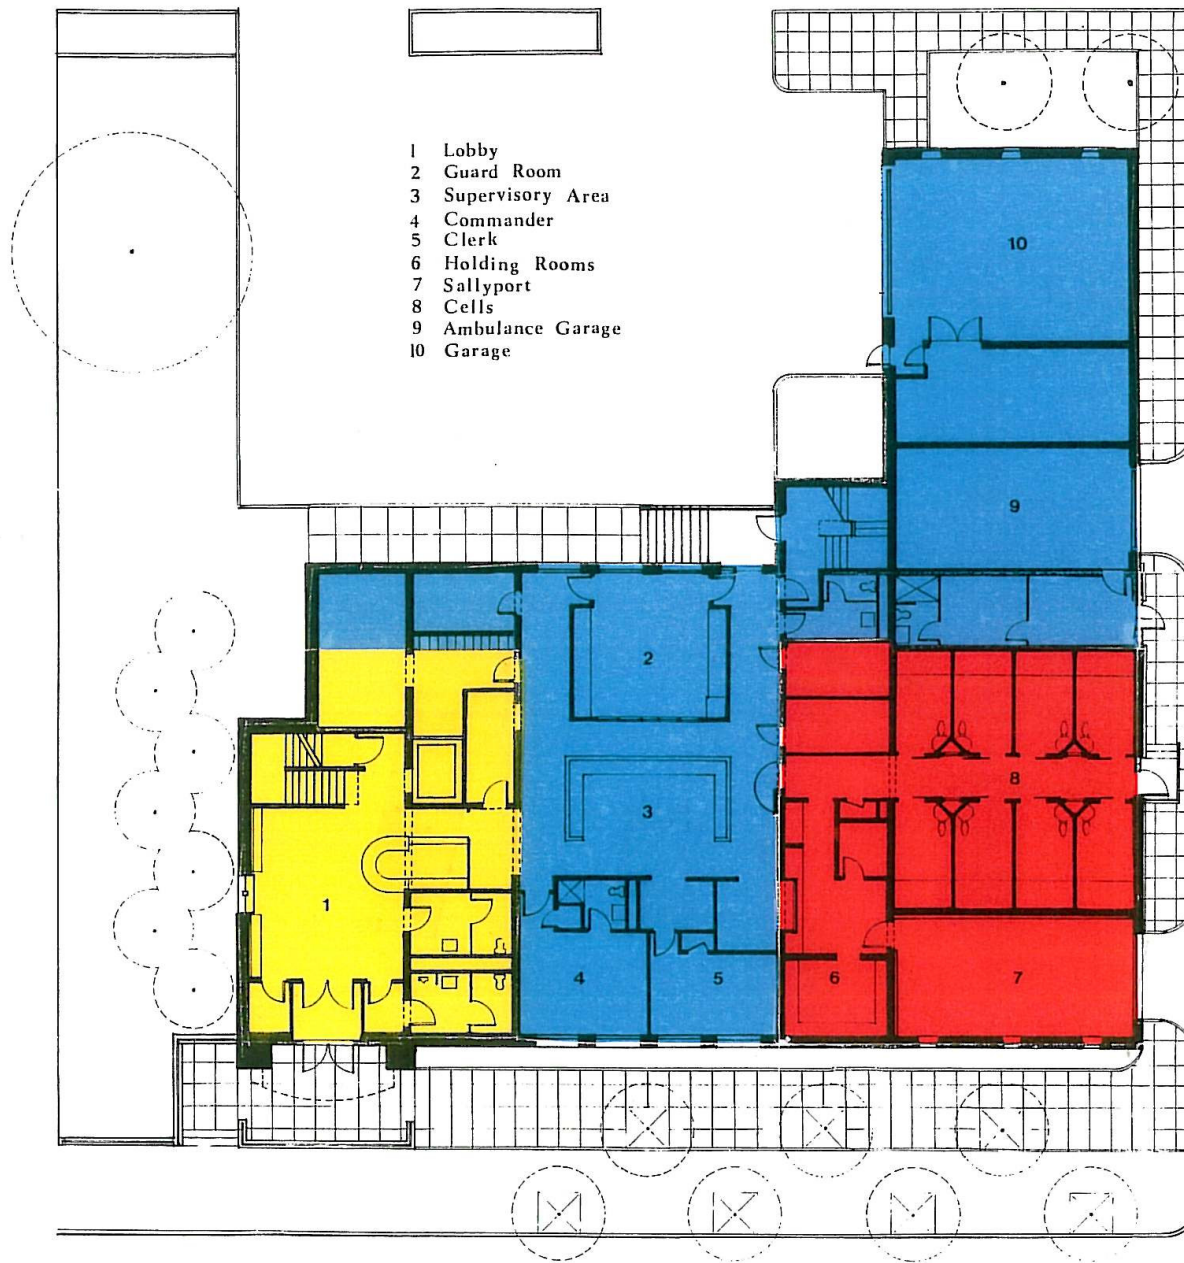 1 Lobby
2 Guard Room
3 Supervisory Area
4 Commander
5 Clerk
6 Holding Rooms
7 Sallyport
8 Cells
9 Ambulance Garage
10 Garage
10
9
2
8
3
1
4
5
6
7